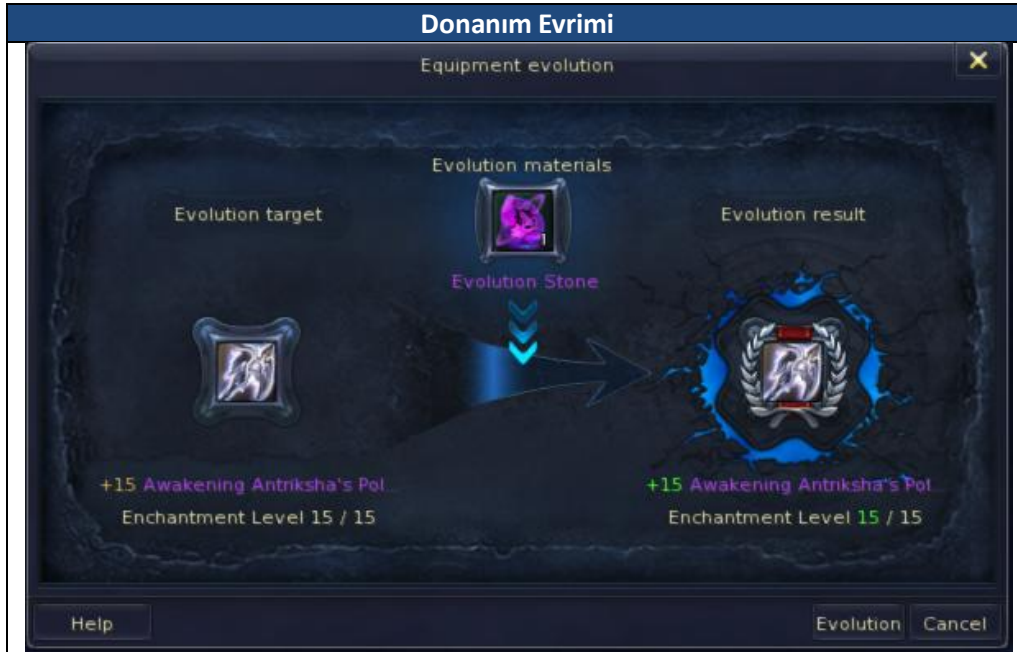 Donanım Evrimi
Equipment evolution
Evolution materials
Evolution target
Evolution result
1
Evolution Stone
+15 Awakening Antriksha's Pol
+15 Awakening Antriksha's Pol
Enchantment Level 15 / 15
Enchantment Level 15 / 15
Help
Evolution
Cancel